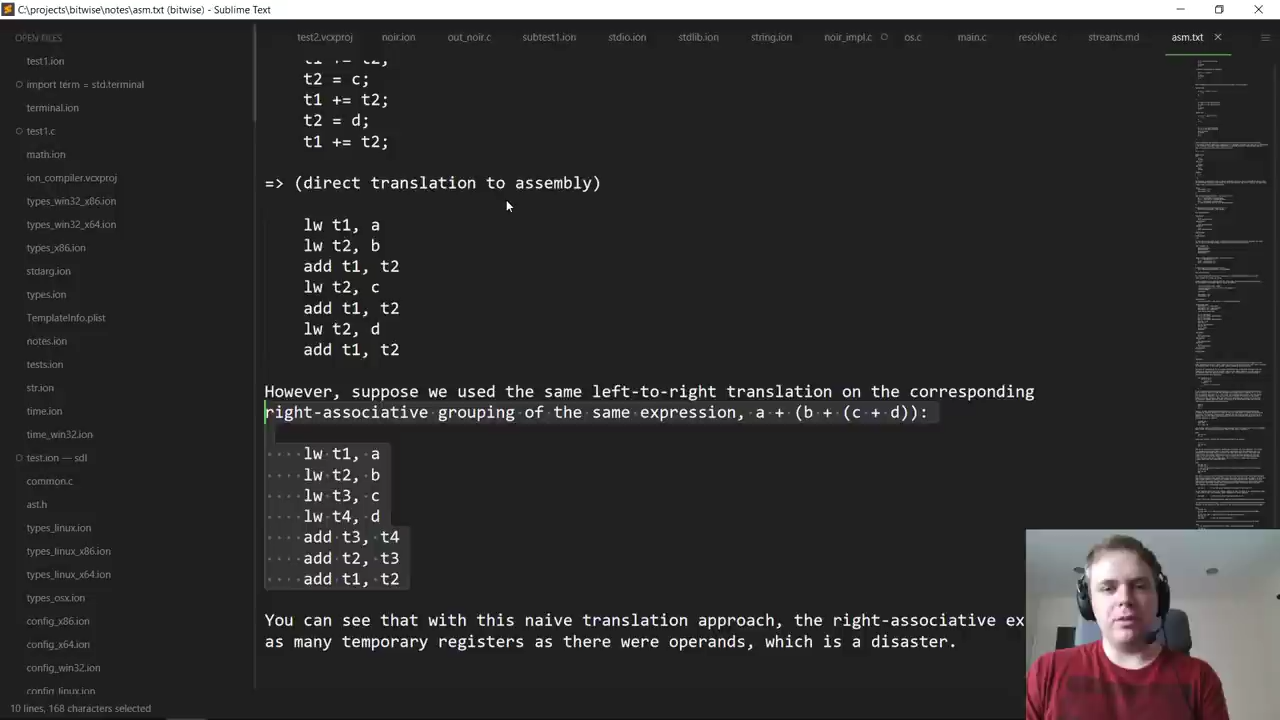 C:\projects\bitwise\notes\asm.txt (bitwise) - Sublime Text
OPEN FILES
test1.ion
import term = std.terminal
terminal.ion
test1.c
math.ion
ion_compiler.vcxproj
types_win32_x86.ion
types_win32_x64.ion
types_x86.ion
stdarg.ion
types.ion
TemplateInfo.plist
notes.ion
tests.ion
str.ion
time.ion
time_win32.ion
test.ion — sdl
common.c
ast.h
types_linux.ion
types_linux_x86.ion
types_linux_x64.ion
types_osx.ion
config_x86.ion
config_x64.ion
config_win32.ion
config_linux.ion
test2.vcxproj noir.ion out_noir.c subtest1.ion stdio.ion stdlib.ion string.ion noir_impl.c os.c main.c resolve.c streams.md asm.txt
t1 += t2;
t2 = c;
t1 += t2;
t2 = d;
t1 += t2;
=> (direct translation to assembly)
lw t1, a
lw t2, b
add t1, t2
lw t2, c
add t1, t2
lw t2, d
add t1, t2
However, suppose we used the same left-to-right translation on the corresponding
right-associative grouping of the same expression, a + (b + (c + d)):
lw t1, a
lw t2, b
lw t3, c
lw t4, d
add t3, t4
add t2, t3
add t1, t2
You can see that with this naive translation approach, the right-associative ex
as many temporary registers as there were operands, which is a disaster.
10 lines, 168 characters selected